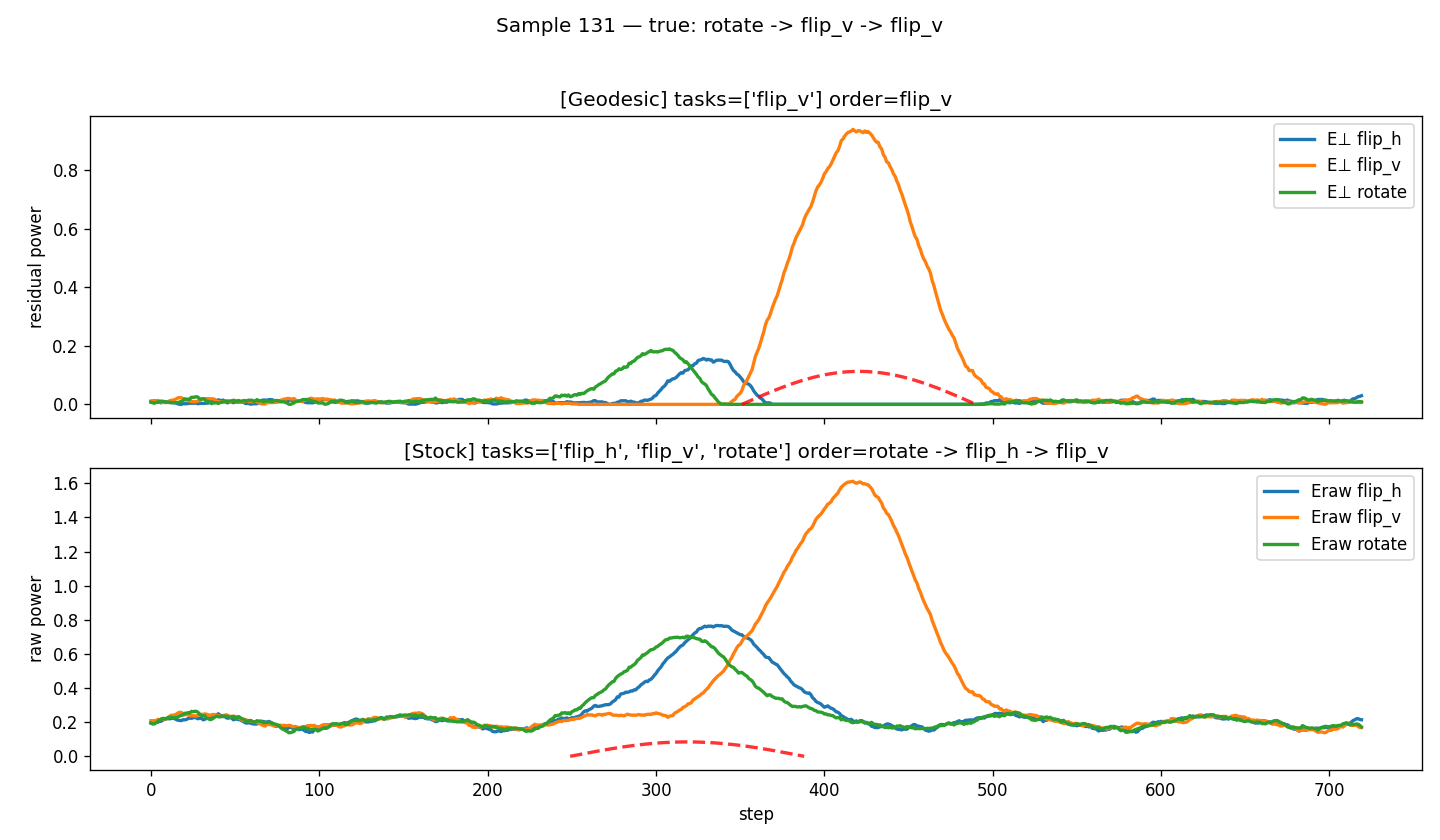 Sample 131 — true: rotate -> flip_v -> flip_v
[Geodesic] tasks=['flip_v'] order=flip_v
residual power
0.8
0.6
0.4
0.2
0.0
E⊥ flip_h
E⊥ flip_v
E⊥ rotate
[Stock] tasks=['flip_h', 'flip_v', 'rotate'] order=rotate -> flip_h -> flip_v
raw power
1.6
1.4
1.2
1.0
0.8
0.6
0.4
0.2
0.0
Eraw flip_h
Eraw flip_v
Eraw rotate
0 100 200 300 400 500 600 700
step